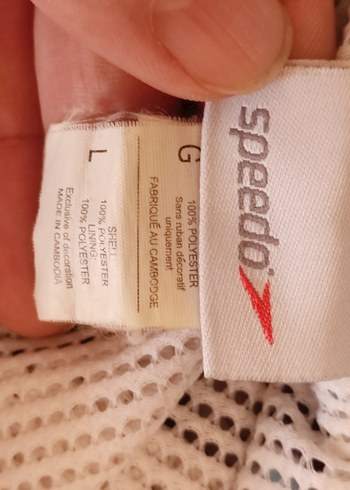 speedo
G
100% POLYESTER
Sans ruban décoratif
uniquement
FABRIQUÉ AU CAMBODGE
L
SHELL:
100% POLYESTER
LINING:
100% POLYESTER
Exclusive of decoration
MADE IN CAMBODIA